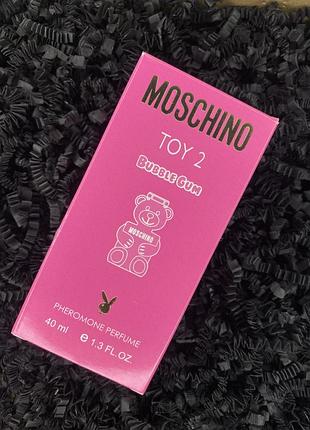 MOSCHINO
TOY 2
BUBBLE GUM
MOSCHINO
PHEROMONE PERFUME
40 ml e 1.3 FL.OZ.